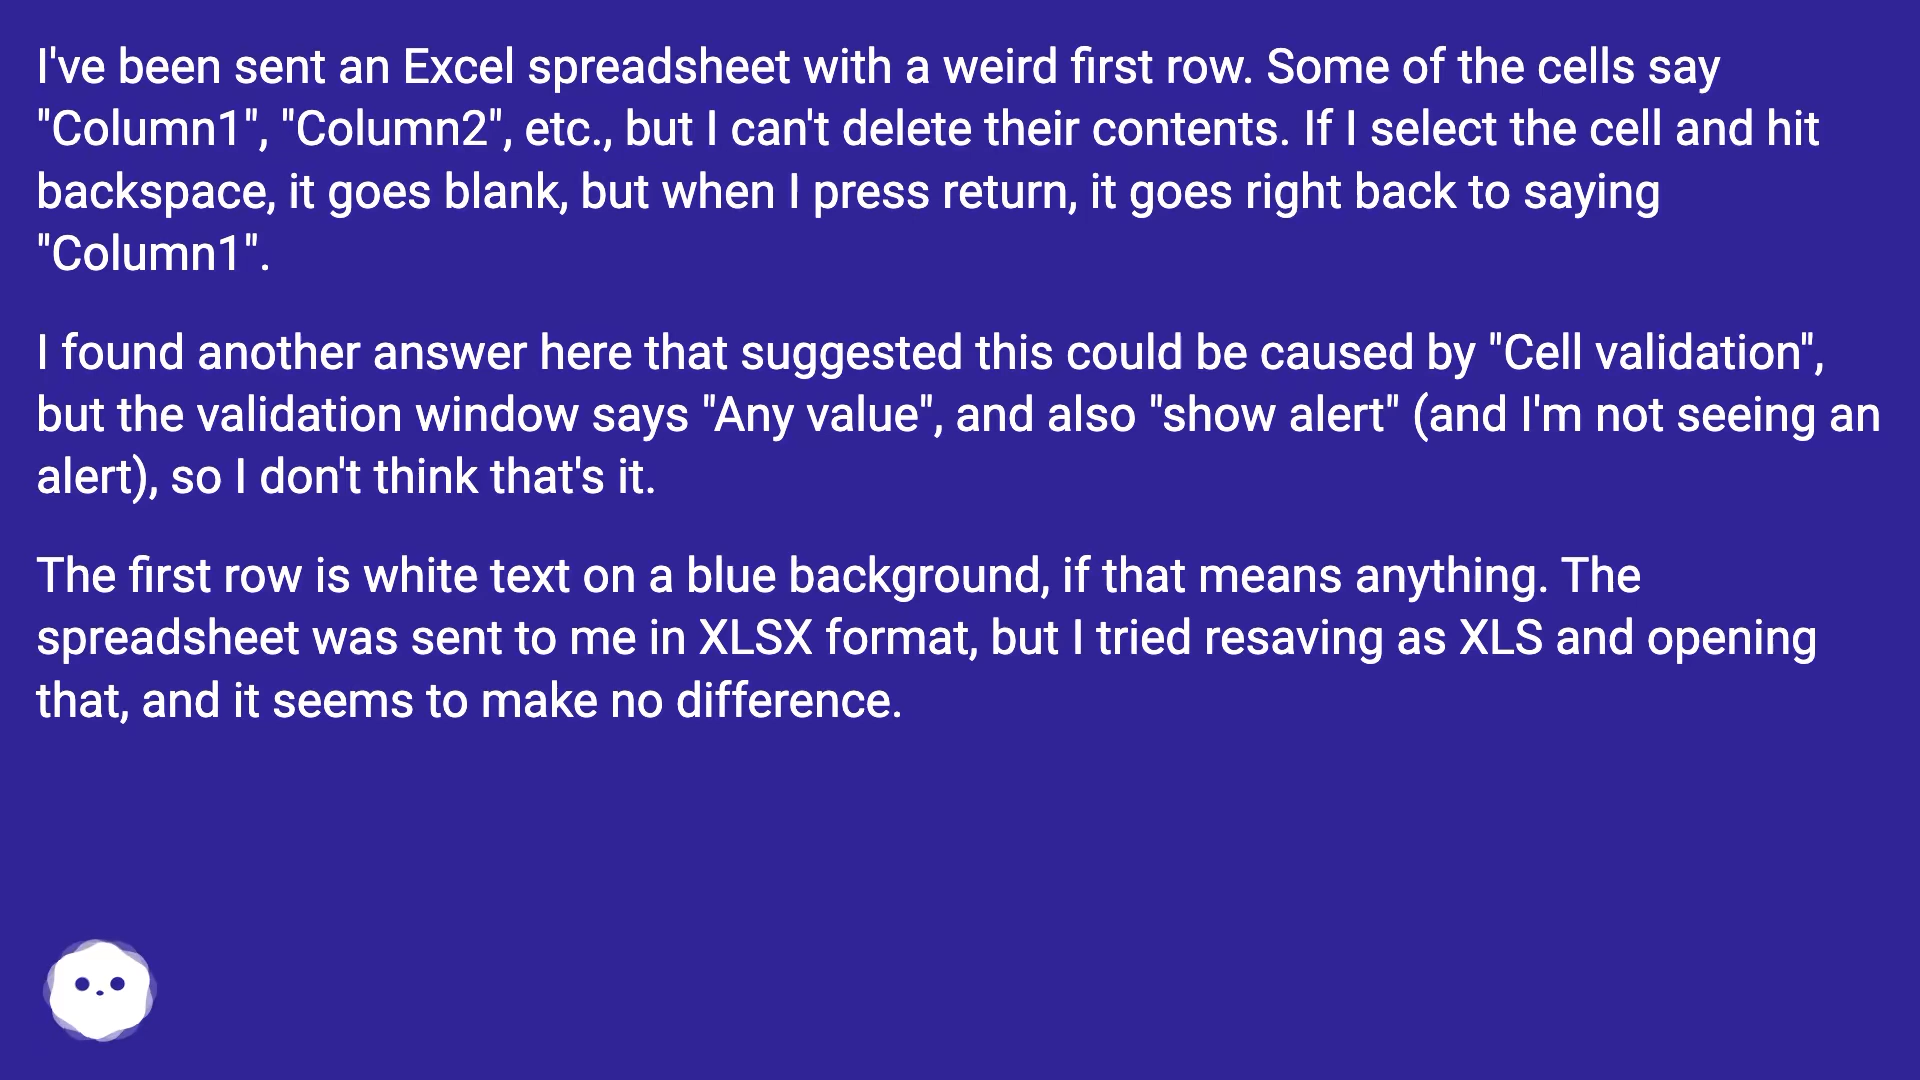 I've been sent an Excel spreadsheet with a weird first row. Some of the cells say
"Column1", "Column2", etc., but I can't delete their contents. If I select the cell and hit
backspace, it goes blank, but when I press return, it goes right back to saying
"Column1".
I found another answer here that suggested this could be caused by "Cell validation",
but the validation window says "Any value", and also "show alert" (and I'm not seeing an
alert), so I don't think that's it.
The first row is white text on a blue background, if that means anything. The
spreadsheet was sent to me in XLSX format, but I tried resaving as XLS and opening
that, and it seems to make no difference.